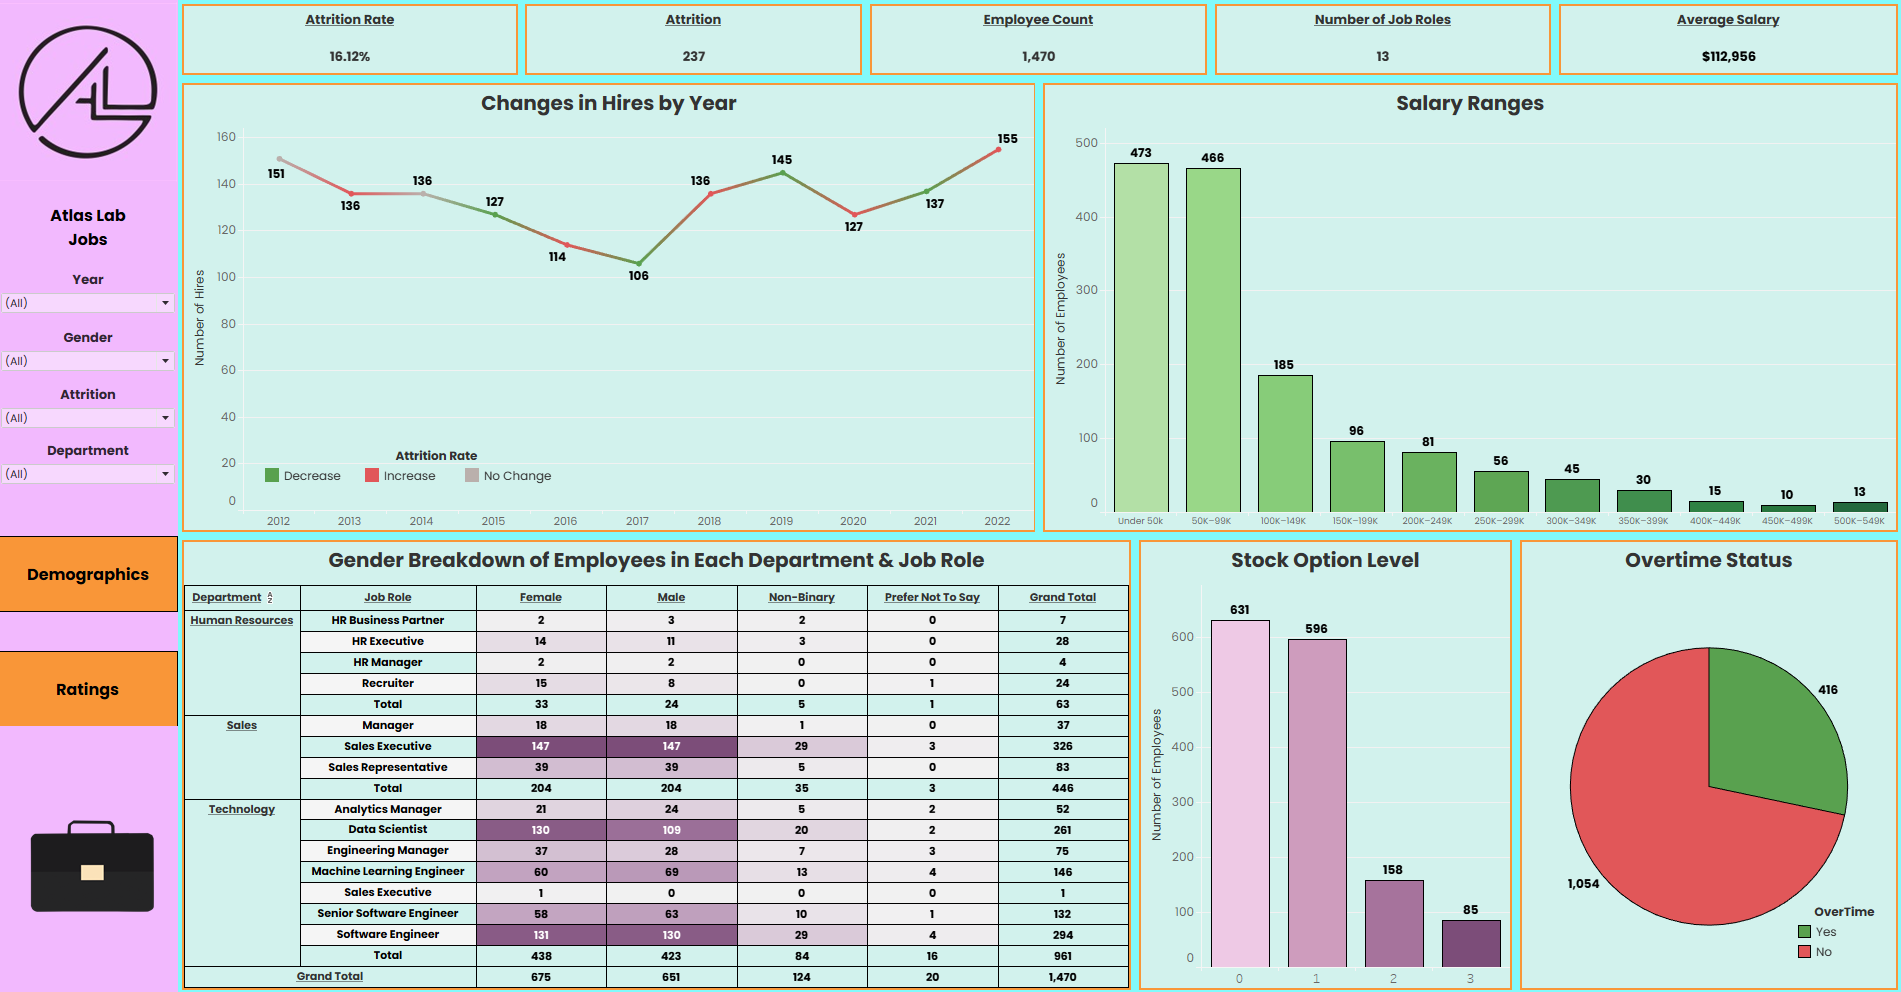 Attrition Rate
16.12%
Attrition
237
Employee Count
1,470
Number of Job Roles
13
Average Salary
$112,956
Atlas Lab
Jobs
Year
(All)
Gender
(All)
Attrition
(All)
Department
(All)
Demographics
Ratings
Changes in Hires by Year
Number of Hires
160
140
120
100
80
60
40
20
0
151
136
136
127
114
106
136
145
127
137
155
Attrition Rate
Decrease
Increase
No Change
2012 2013 2014 2015 2016 2017 2018 2019 2020 2021 2022
Salary Ranges
Number of Employees
500
400
300
200
100
0
473
466
185
96
81
56
45
30
15
10
13
Under 50k 50K–99K 100K–149K 150K–199K 200K–249K 250K–299K 300K–349K 350K–399K 400K–449K 450K–499K 500K–549K
Gender Breakdown of Employees in Each Department & Job Role
Department Job Role Female Male Non-Binary Prefer Not To Say Grand Total
Human Resources HR Business Partner 2 3 2 0 7
HR Executive 14 11 3 0 28
HR Manager 2 2 0 0 4
Recruiter 15 8 0 1 24
Total 33 24 5 1 63
Sales Manager 18 18 1 0 37
Sales Executive 147 147 29 3 326
Sales Representative 39 39 5 0 83
Total 204 204 35 3 446
Technology Analytics Manager 21 24 5 2 52
Data Scientist 130 109 20 2 261
Engineering Manager 37 28 7 3 75
Machine Learning Engineer 60 69 13 4 146
Sales Executive 1 0 0 0 1
Senior Software Engineer 58 63 10 1 132
Software Engineer 131 130 29 4 294
Total 438 423 84 16 961
Grand Total 675 651 124 20 1,470
Stock Option Level
Number of Employees
600
500
400
300
200
100
0
631
596
158
85
0 1 2 3
Overtime Status
416
1,054
OverTime
Yes
No